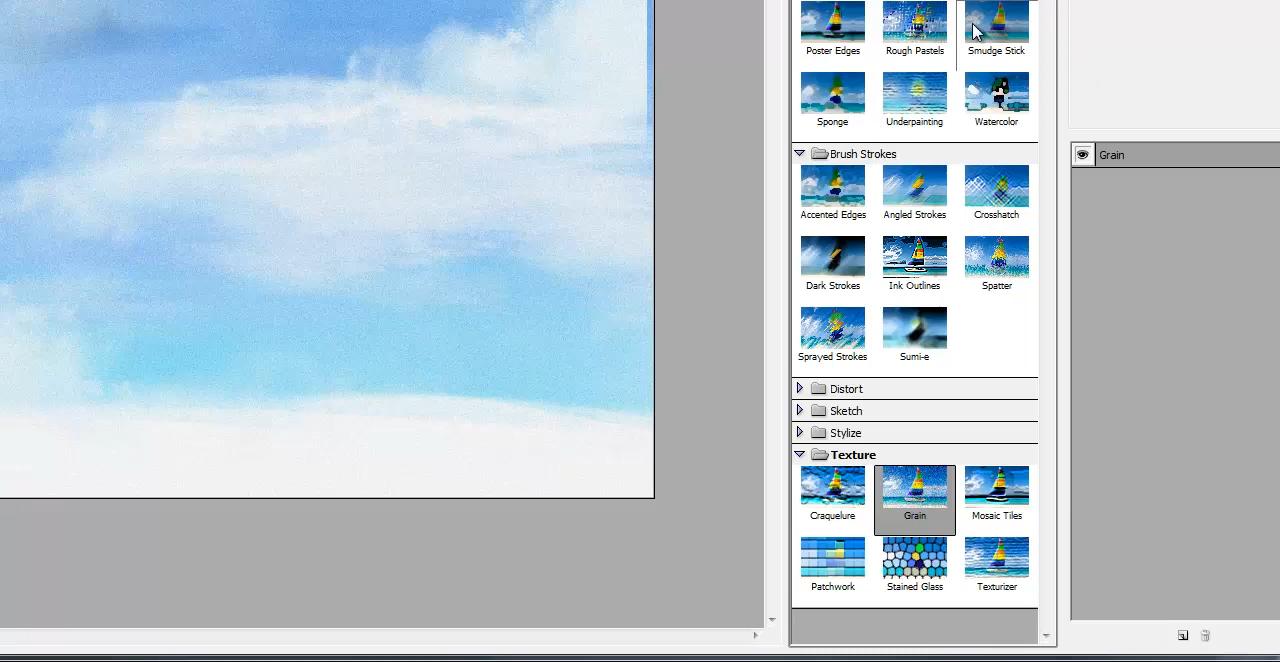 Poster Edges Rough Pastels Smudge Stick
Sponge Underpainting Watercolor
Brush Strokes
Accented Edges Angled Strokes Crosshatch
Dark Strokes Ink Outlines Spatter
Sprayed Strokes Sumi-e
Distort
Sketch
Stylize
Texture
Craquelure Grain Mosaic Tiles
Patchwork Stained Glass Texturizer
Grain